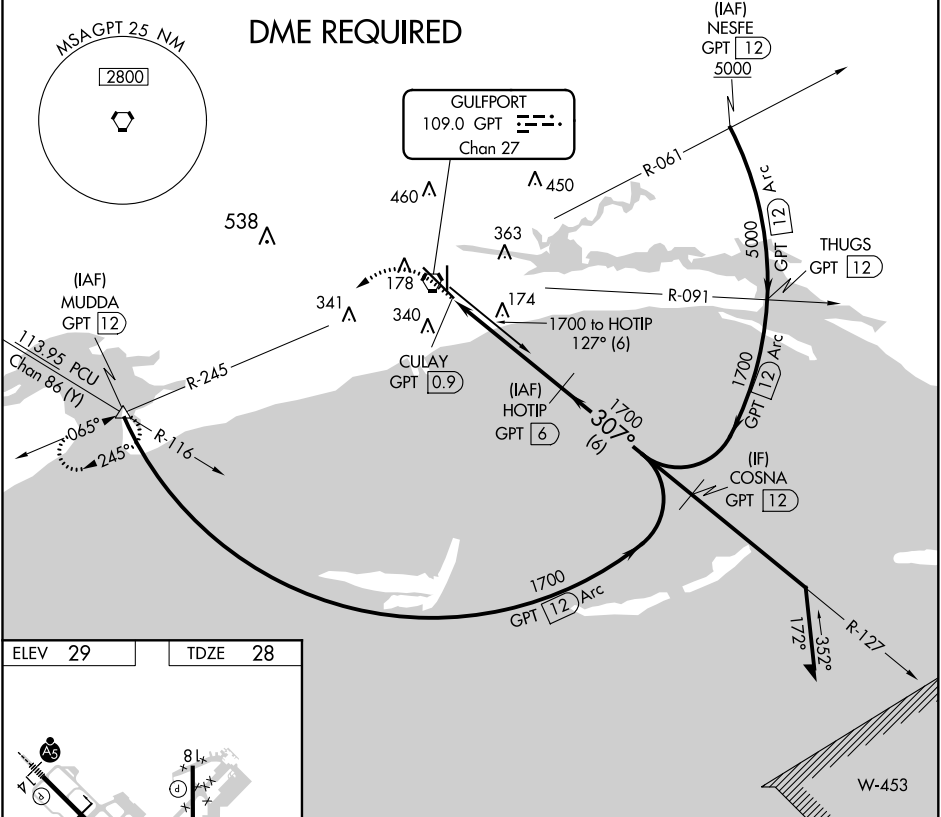 MSA GPT 25 NM
2800
DME REQUIRED
(IAF)
NESFE
GPT 12
5000
GULFPORT
109.0 GPT
Chan 27
R-061
460
450
538
363
5000
GPT 12 Arc
THUGS
GPT 12
(IAF)
MUDDA
GPT 12
178
R-091
341
340
174
1700 to HOTIP
127° (6)
113.95 PCU
Chan 86 (Y)
R-245
CULAY
GPT 0.9
(IAF)
HOTIP
GPT 6
1700
307°
(6)
1700
GPT 12 Arc
065°
245°
R-116
(IF)
COSNA
GPT 12
1700
GPT 12 Arc
172°
352°
R-127
W-453
ELEV 29
TDZE 28
A5
14
P
18
P